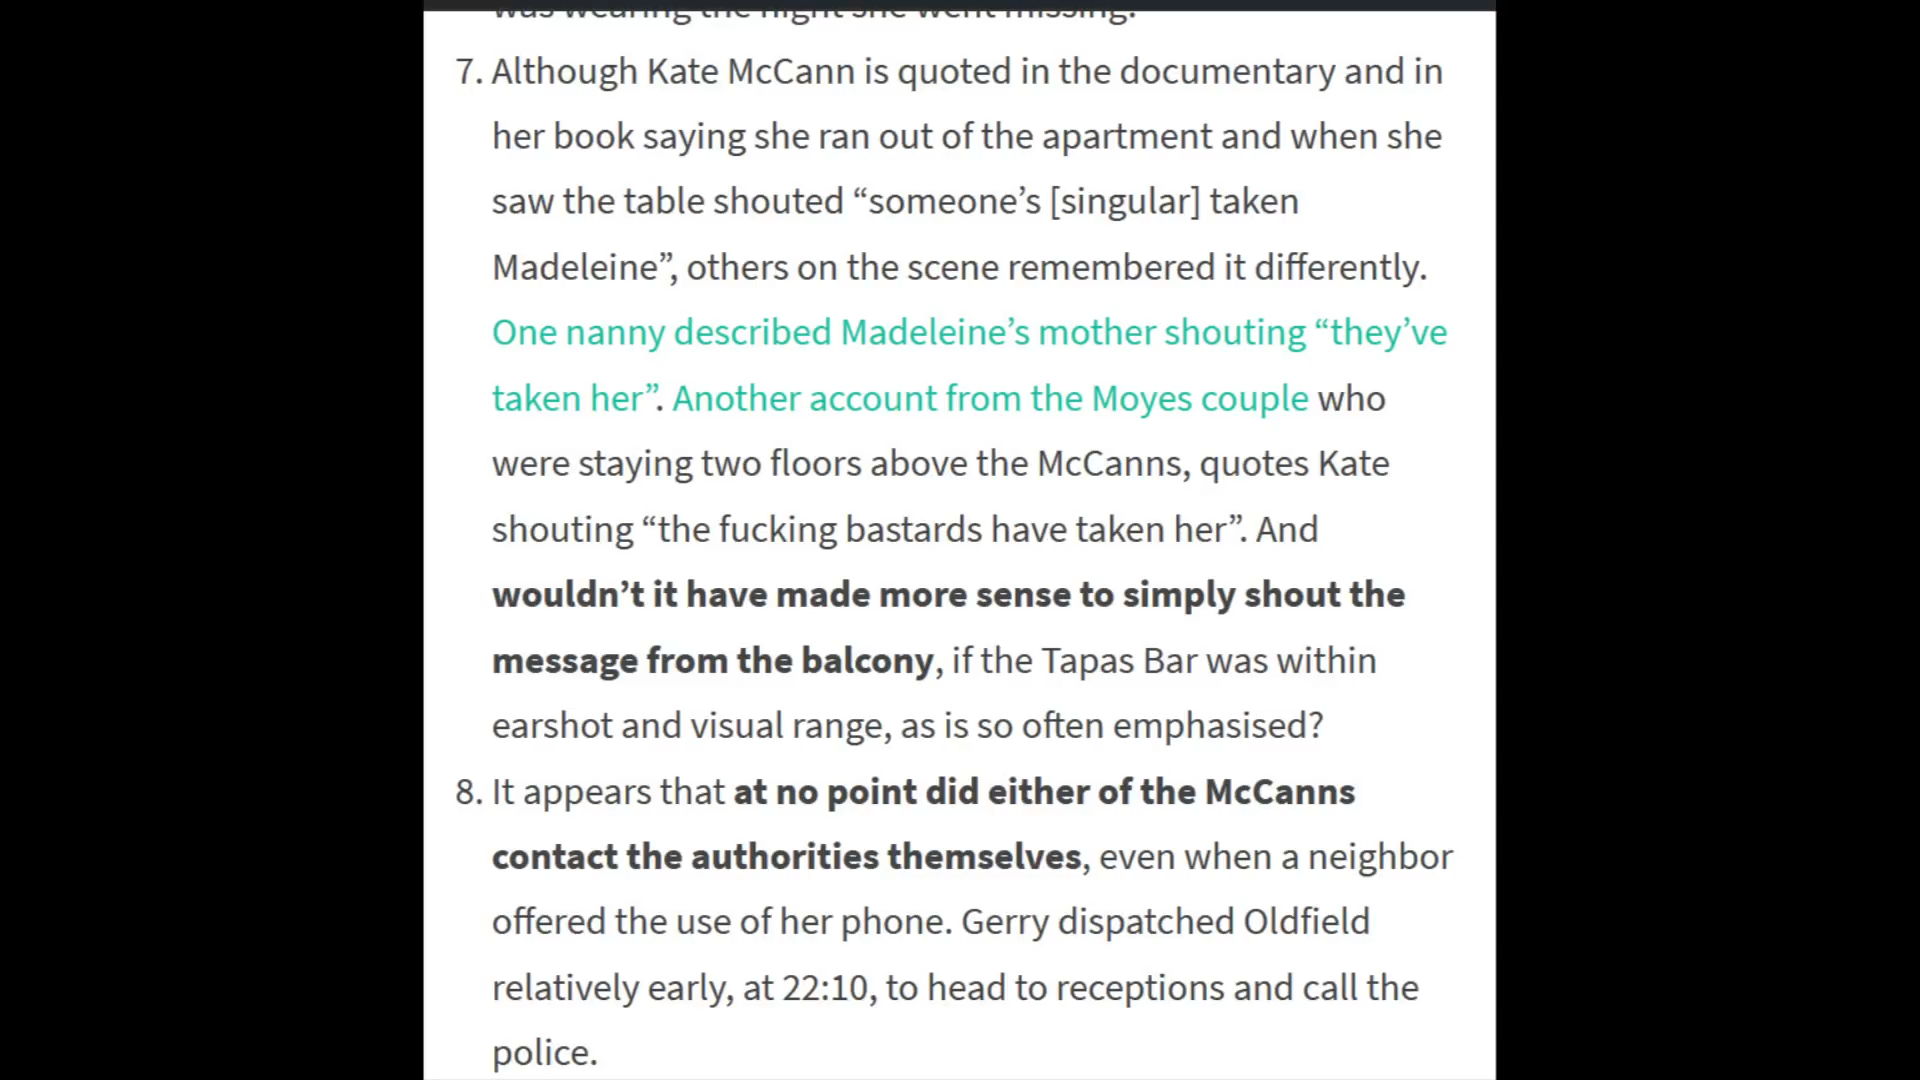 was wearing the night she went missing.
7. Although Kate McCann is quoted in the documentary and in
her book saying she ran out of the apartment and when she
saw the table shouted “someone’s [singular] taken
Madeleine”, others on the scene remembered it differently.
One nanny described Madeleine’s mother shouting “they’ve
taken her”. Another account from the Moyes couple who
were staying two floors above the McCanns, quotes Kate
shouting “the fucking bastards have taken her”. And
wouldn’t it have made more sense to simply shout the
message from the balcony, if the Tapas Bar was within
earshot and visual range, as is so often emphasised?
8. It appears that at no point did either of the McCanns
contact the authorities themselves, even when a neighbor
offered the use of her phone. Gerry dispatched Oldfield
relatively early, at 22:10, to head to receptions and call the
police.